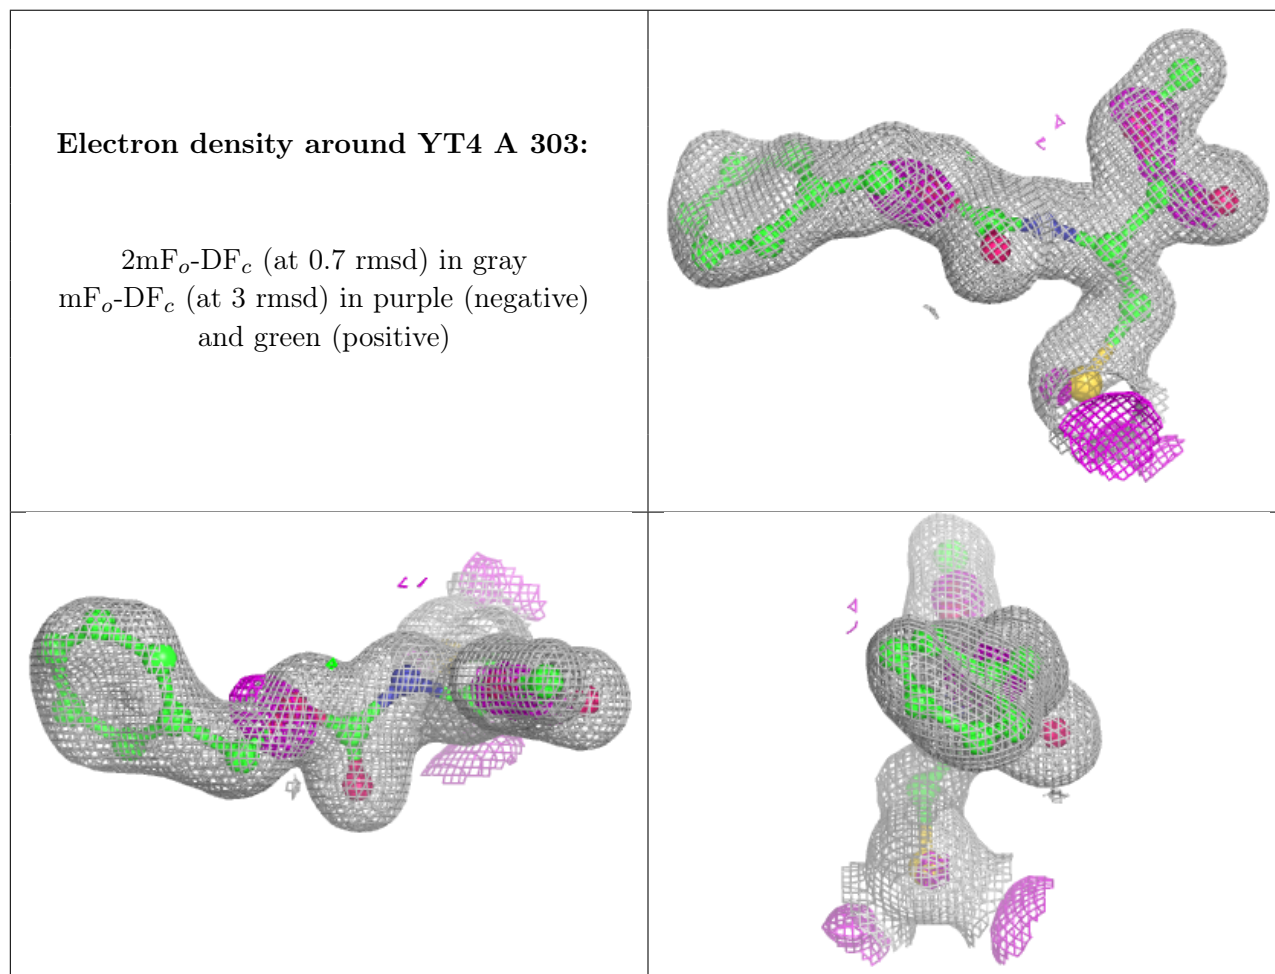 Electron density around YT4 A 303:
2mFₒ-DF𝒸 (at 0.7 rmsd) in gray
mFₒ-DF𝒸 (at 3 rmsd) in purple (negative)
and green (positive)